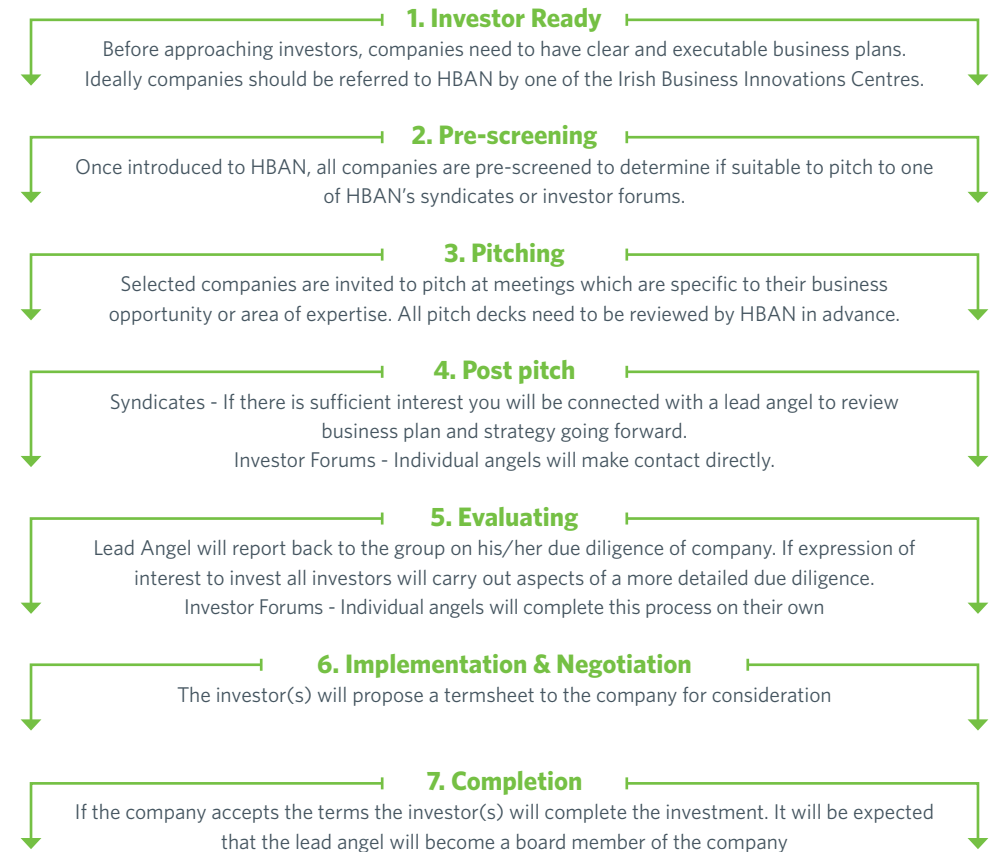 1. Investor Ready
Before approaching investors, companies need to have clear and executable business plans.
Ideally companies should be referred to HBAN by one of the Irish Business Innovations Centres.
2. Pre-screening
Once introduced to HBAN, all companies are pre-screened to determine if suitable to pitch to one
of HBAN's syndicates or investor forums.
3. Pitching
Selected companies are invited to pitch at meetings which are specific to their business
opportunity or area of expertise. All pitch decks need to be reviewed by HBAN in advance.
4. Post pitch
Syndicates - If there is sufficient interest you will be connected with a lead angel to review
business plan and strategy going forward.
Investor Forums - Individual angels will make contact directly.
5. Evaluating
Lead Angel will report back to the group on his/her due diligence of company. If expression of
interest to invest all investors will carry out aspects of a more detailed due diligence.
Investor Forums - Individual angels will complete this process on their own
6. Implementation & Negotiation
The investor(s) will propose a termsheet to the company for consideration
7. Completion
If the company accepts the terms the investor(s) will complete the investment. It will be expected
that the lead angel will become a board member of the company